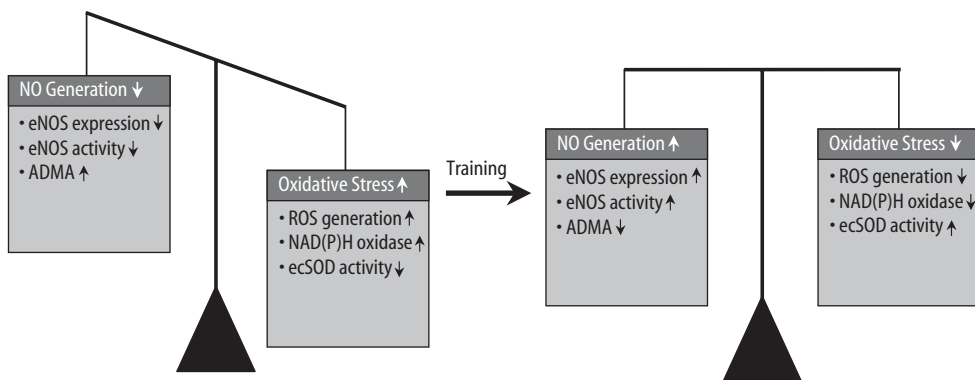 NO Generation ↓
• eNOS expression ↓
• eNOS activity ↓
• ADMA ↑
Oxidative Stress ↑
• ROS generation ↑
• NAD(P)H oxidase ↑
• ecSOD activity ↓
Training
NO Generation ↑
• eNOS expression ↑
• eNOS activity ↑
• ADMA ↓
Oxidative Stress ↓
• ROS generation ↓
• NAD(P)H oxidase ↓
• ecSOD activity ↑